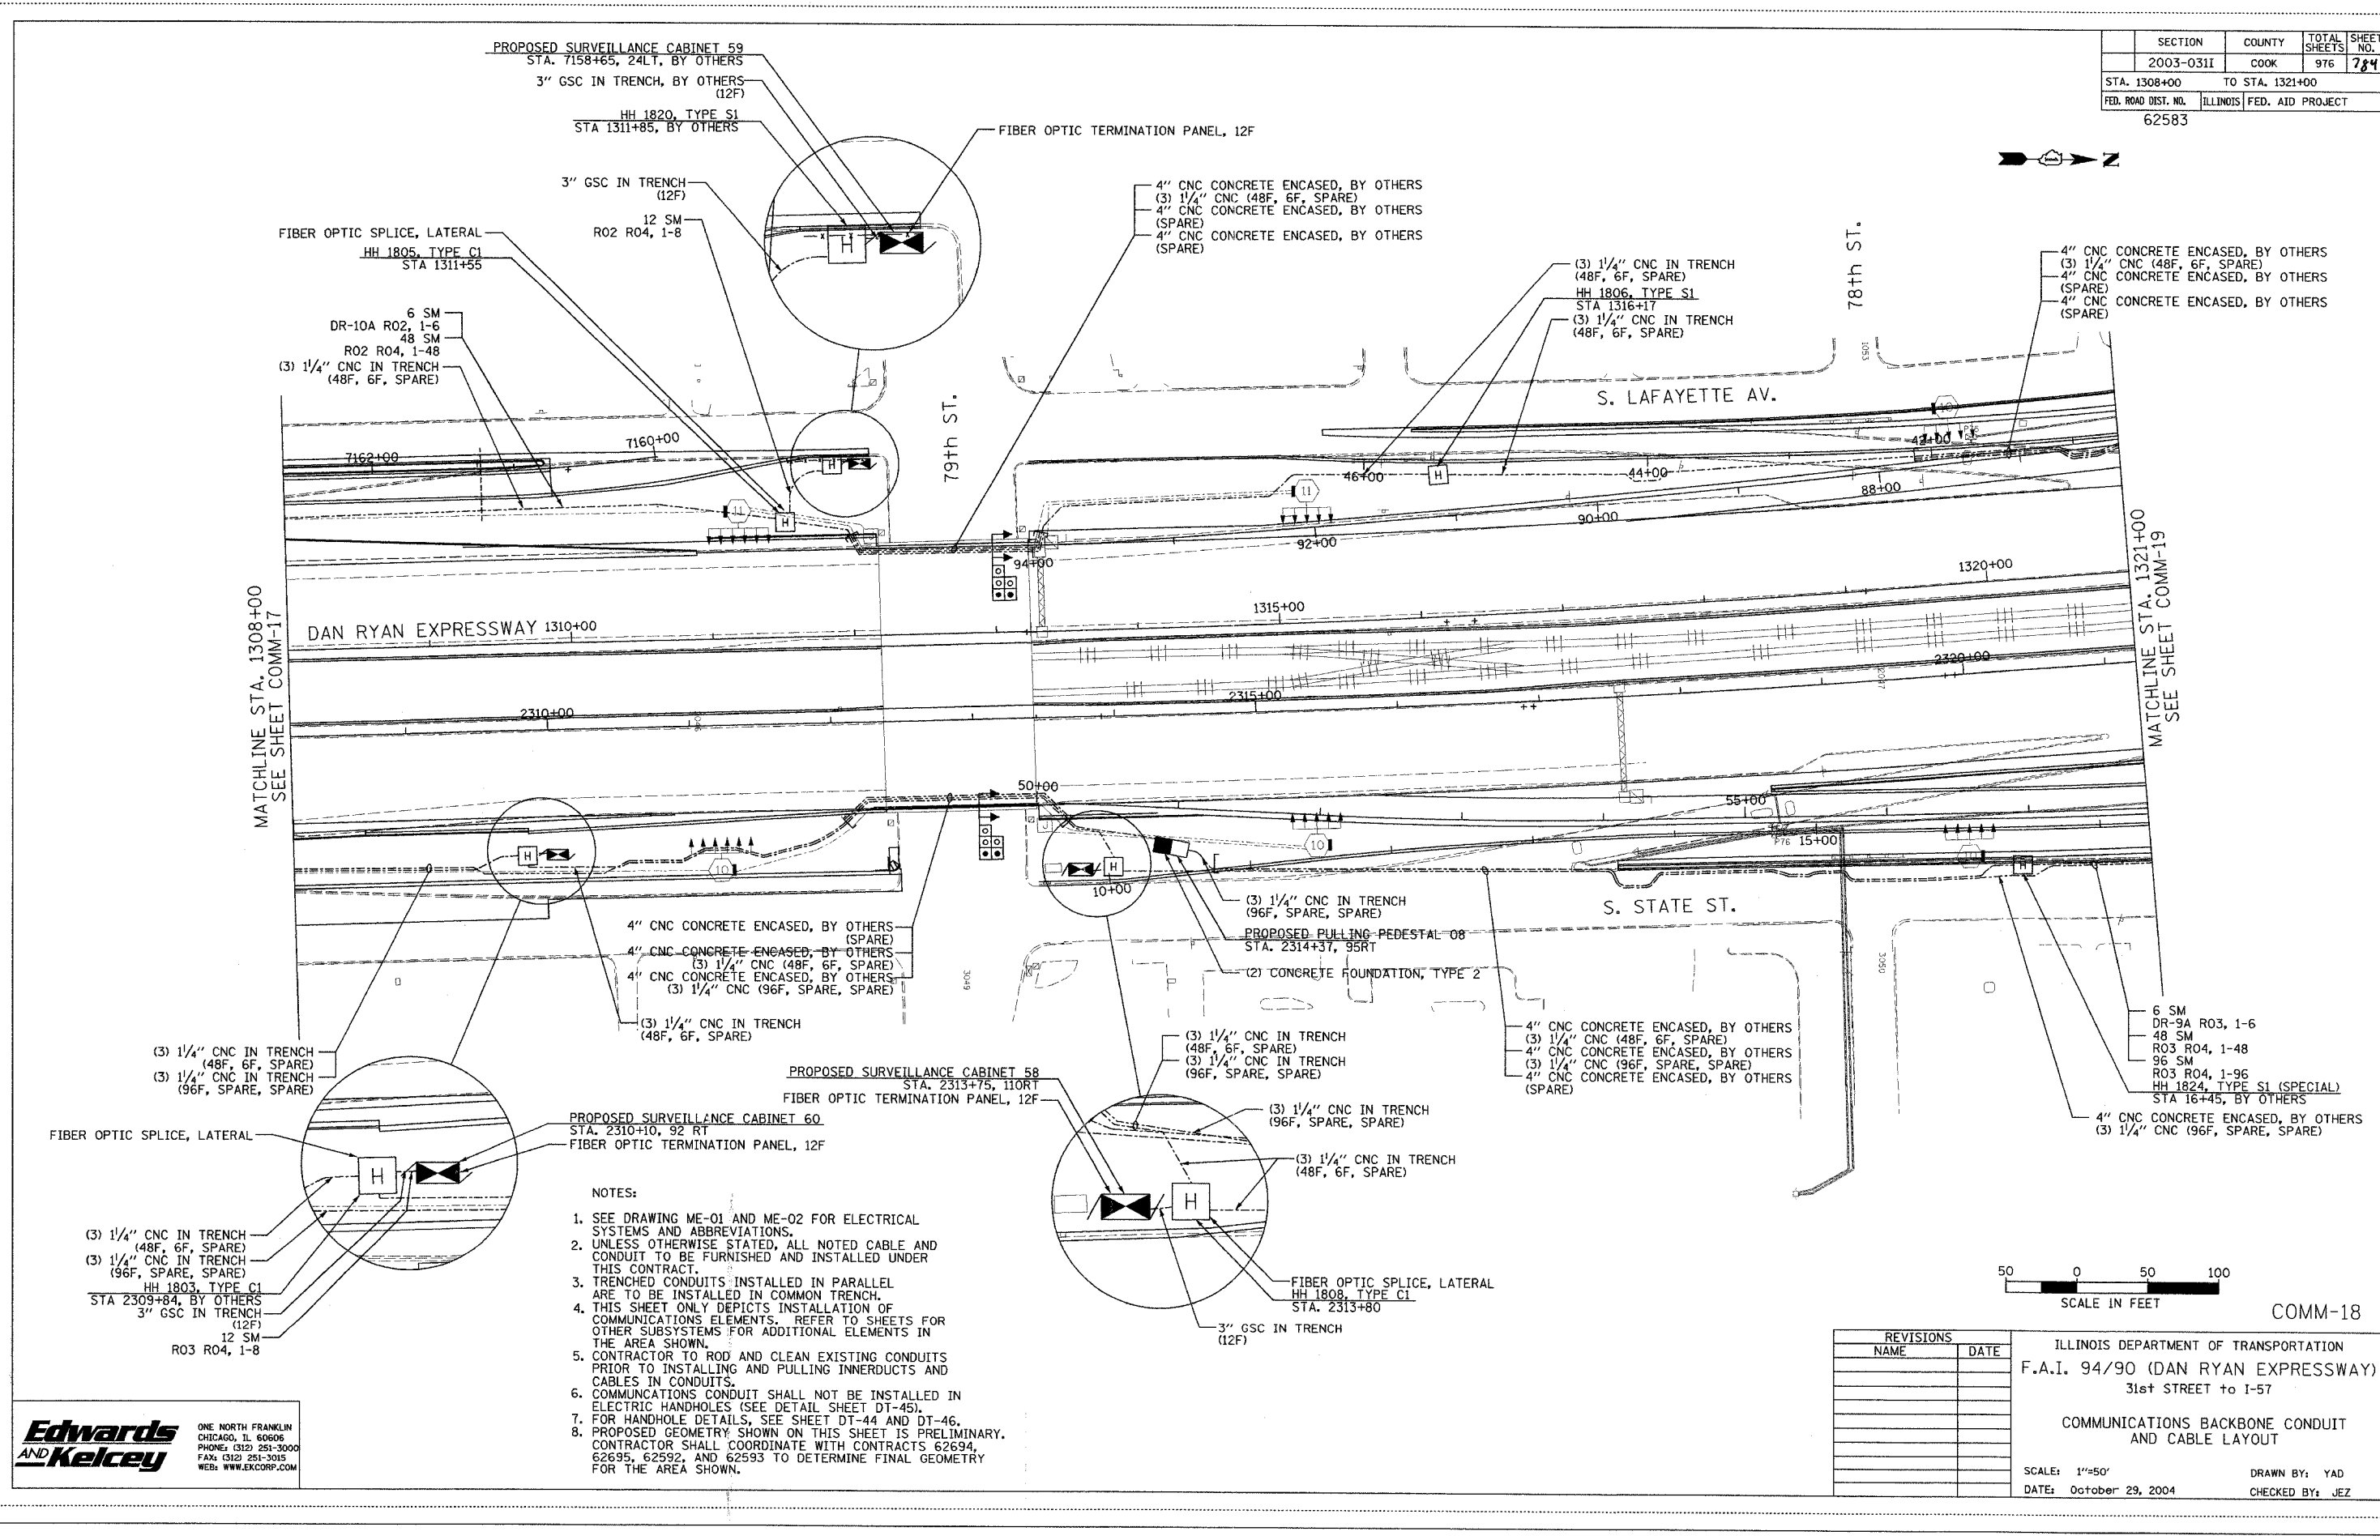 SECTION COUNTY TOTAL SHEETS SHEET NO.
2003-031I COOK 976 784
STA. 1308+00 TO STA. 1321+00
FED. ROAD DIST. NO. ILLINOIS FED. AID PROJECT
62583
N
PROPOSED SURVEILLANCE CABINET 59
STA. 7158+65, 24LT, BY OTHERS
3" GSC IN TRENCH, BY OTHERS
(12F)
HH 1820, TYPE S1
STA 1311+85, BY OTHERS
FIBER OPTIC TERMINATION PANEL, 12F
3" GSC IN TRENCH
(12F)
12 SM
R02 R04, 1-8
FIBER OPTIC SPLICE, LATERAL
HH 1805, TYPE C1
STA 1311+55
6 SM
DR-10A R02, 1-6
48 SM
R02 R04, 1-48
(3) 1¼" CNC IN TRENCH
(48F, 6F, SPARE)
H
4" CNC CONCRETE ENCASED, BY OTHERS
(3) 1¼" CNC (48F, 6F, SPARE)
4" CNC CONCRETE ENCASED, BY OTHERS
(SPARE)
4" CNC CONCRETE ENCASED, BY OTHERS
(SPARE)
(3) 1¼" CNC IN TRENCH
(48F, 6F, SPARE)
HH 1806, TYPE S1
STA 1316+17
(3) 1¼" CNC IN TRENCH
(48F, 6F, SPARE)
78th ST.
1053
4" CNC CONCRETE ENCASED, BY OTHERS
(3) 1¼" CNC (48F, 6F, SPARE)
4" CNC CONCRETE ENCASED, BY OTHERS
(SPARE)
4" CNC CONCRETE ENCASED, BY OTHERS
(SPARE)
S. LAFAYETTE AV.
79th ST.
7162+00
7160+00
H
11
H
11
46+00
H
44+00
42+00
10
88+00
90+00
92+00
94+00
MATCHLINE STA. 1308+00
SEE SHEET COMM-17
DAN RYAN EXPRESSWAY 1310+00
1315+00
1320+00
2310+00
2315+00
2320+00
MATCHLINE STA. 1321+00
SEE SHEET COMM-19
50+00
55+00
15+00
P76
10
10
H
H
H
10+00
S. STATE ST.
3049
3050
4" CNC CONCRETE ENCASED, BY OTHERS
(SPARE)
4" CNC CONCRETE ENCASED, BY OTHERS
(3) 1¼" CNC (48F, 6F, SPARE)
4" CNC CONCRETE ENCASED, BY OTHERS
(3) 1¼" CNC (96F, SPARE, SPARE)
(3) 1¼" CNC IN TRENCH
(48F, 6F, SPARE)
(3) 1¼" CNC IN TRENCH
(96F, SPARE, SPARE)
PROPOSED PULLING PEDESTAL 08
STA. 2314+37, 95RT
(2) CONCRETE FOUNDATION, TYPE 2
(3) 1¼" CNC IN TRENCH
(48F, 6F, SPARE)
(3) 1¼" CNC IN TRENCH
(96F, SPARE, SPARE)
4" CNC CONCRETE ENCASED, BY OTHERS
(3) 1¼" CNC (48F, 6F, SPARE)
4" CNC CONCRETE ENCASED, BY OTHERS
(3) 1¼" CNC (96F, SPARE, SPARE)
4" CNC CONCRETE ENCASED, BY OTHERS
(SPARE)
6 SM
DR-9A R03, 1-6
48 SM
R03 R04, 1-48
96 SM
R03 R04, 1-96
HH 1824, TYPE S1 (SPECIAL)
STA 16+45, BY OTHERS
4" CNC CONCRETE ENCASED, BY OTHERS
(3) 1¼" CNC (96F, SPARE, SPARE)
(3) 1¼" CNC IN TRENCH
(48F, 6F, SPARE)
(3) 1¼" CNC IN TRENCH
(96F, SPARE, SPARE)
PROPOSED SURVEILLANCE CABINET 60
STA. 2310+10, 92 RT
FIBER OPTIC TERMINATION PANEL, 12F
FIBER OPTIC SPLICE, LATERAL
H
(3) 1¼" CNC IN TRENCH
(48F, 6F, SPARE)
(3) 1¼" CNC IN TRENCH
(96F, SPARE, SPARE)
HH 1803, TYPE C1
STA 2309+84, BY OTHERS
3" GSC IN TRENCH
(12F)
12 SM
R03 R04, 1-8
PROPOSED SURVEILLANCE CABINET 58
STA. 2313+75, 110RT
FIBER OPTIC TERMINATION PANEL, 12F
(3) 1¼" CNC IN TRENCH
(96F, SPARE, SPARE)
(3) 1¼" CNC IN TRENCH
(48F, 6F, SPARE)
H
FIBER OPTIC SPLICE, LATERAL
HH 1808, TYPE C1
STA. 2313+80
3" GSC IN TRENCH
(12F)
NOTES:
1. SEE DRAWING ME-01 AND ME-02 FOR ELECTRICAL
SYSTEMS AND ABBREVIATIONS.
2. UNLESS OTHERWISE STATED, ALL NOTED CABLE AND
CONDUIT TO BE FURNISHED AND INSTALLED UNDER
THIS CONTRACT.
3. TRENCHED CONDUITS INSTALLED IN PARALLEL
ARE TO BE INSTALLED IN COMMON TRENCH.
4. THIS SHEET ONLY DEPICTS INSTALLATION OF
COMMUNICATIONS ELEMENTS. REFER TO SHEETS FOR
OTHER SUBSYSTEMS FOR ADDITIONAL ELEMENTS IN
THE AREA SHOWN.
5. CONTRACTOR TO ROD AND CLEAN EXISTING CONDUITS
PRIOR TO INSTALLING AND PULLING INNERDUCTS AND
CABLES IN CONDUITS.
6. COMMUNCATIONS CONDUIT SHALL NOT BE INSTALLED IN
ELECTRIC HANDHOLES (SEE DETAIL SHEET DT-45).
7. FOR HANDHOLE DETAILS, SEE SHEET DT-44 AND DT-46.
8. PROPOSED GEOMETRY SHOWN ON THIS SHEET IS PRELIMINARY.
CONTRACTOR SHALL COORDINATE WITH CONTRACTS 62694,
62695, 62592, AND 62593 TO DETERMINE FINAL GEOMETRY
FOR THE AREA SHOWN.
50 0 50 100
SCALE IN FEET
COMM-18
REVISIONS
NAME DATE
ILLINOIS DEPARTMENT OF TRANSPORTATION
F.A.I. 94/90 (DAN RYAN EXPRESSWAY)
31st STREET to I-57
COMMUNICATIONS BACKBONE CONDUIT
AND CABLE LAYOUT
SCALE: 1"=50' DRAWN BY: YAD
DATE: October 29, 2004 CHECKED BY: JEZ
Edwards
AND Kelcey
ONE NORTH FRANKLIN
CHICAGO, IL 60606
PHONE: (312) 251-3000
FAX: (312) 251-3015
WEB: WWW.EKCORP.COM